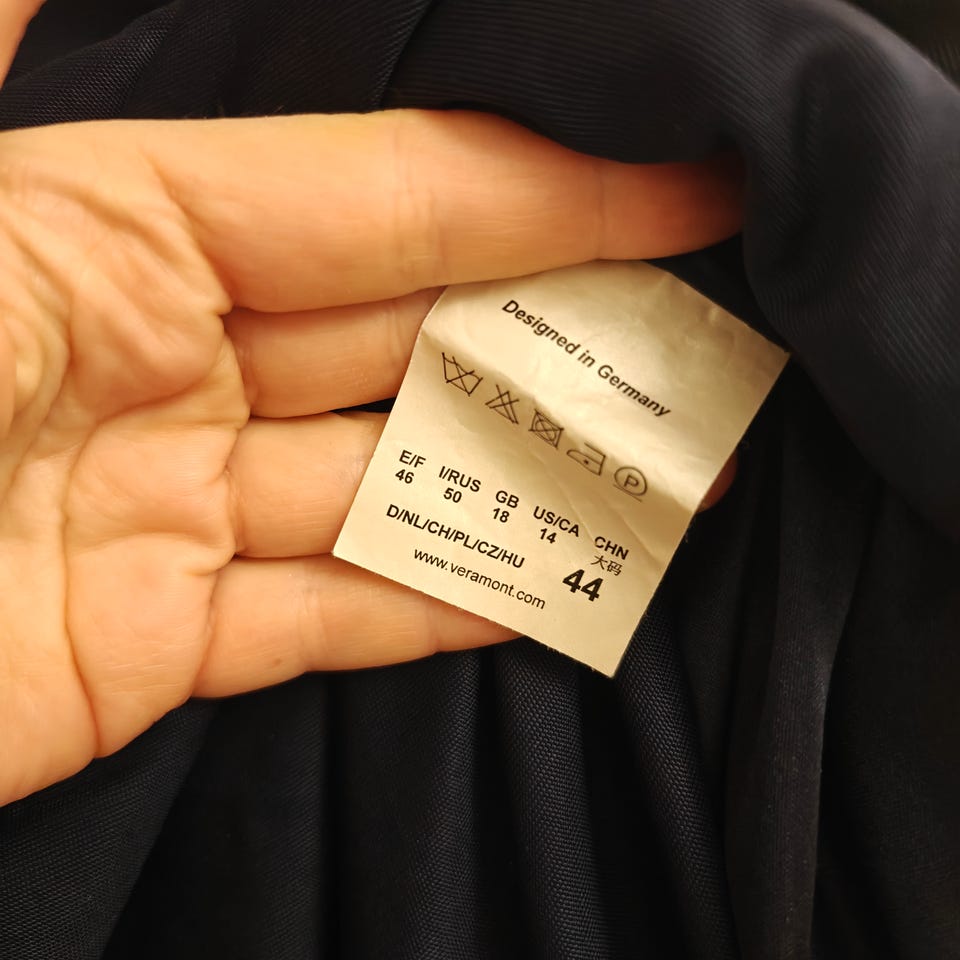 Designed in Germany
P
E/F I/RUS GB US/CA CHN
46 50 18 14 大码
D/NL/CH/PL/CZ/HU 44
www.veramont.com